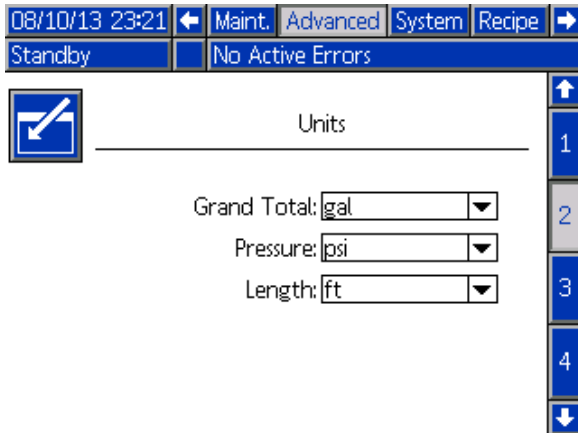 08/10/13 23:21 Maint. Advanced System Recipe
Standby No Active Errors
Units
1
Grand Total: gal
2
Pressure: psi
Length: ft
3
4